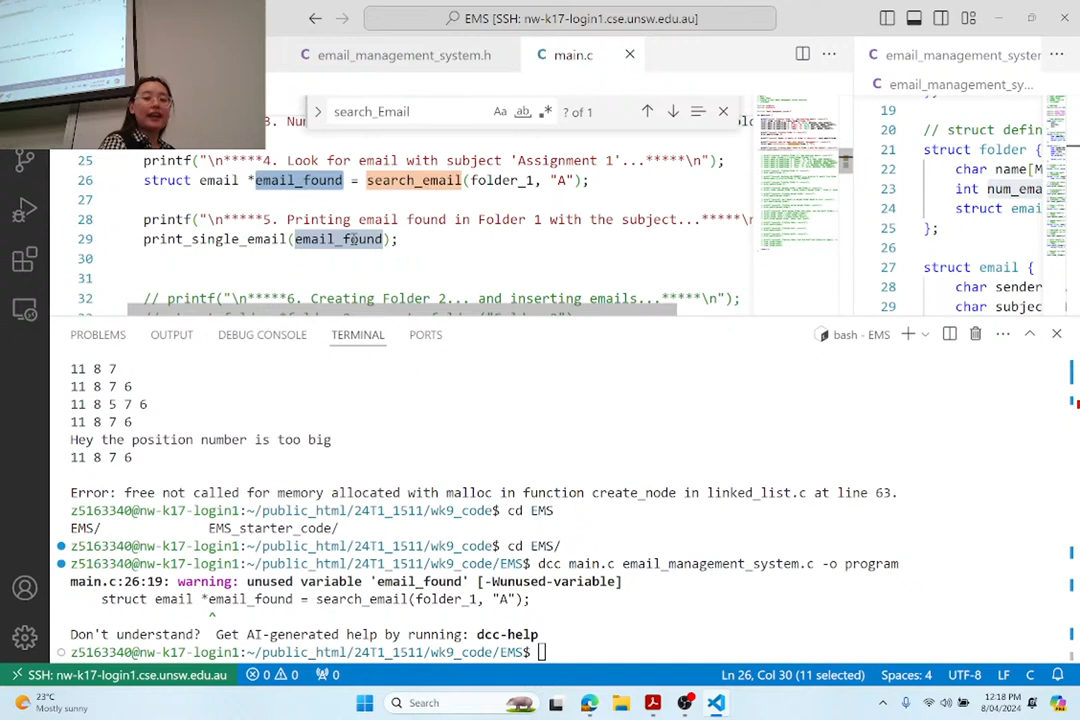 EMS [SSH: nw-k17-login1.cse.unsw.edu.au]
C email_management_system.h
C main.c
C email_management_syster
C email_management_sy...
search_Email
Aa ab ? of 1
3. Nu
25 printf("\n*****4. Look for email with subject 'Assignment 1'...*****\n");
26 struct email *email_found = search_email(folder_1, "A");
27
28 printf("\n*****5. Printing email found in Folder 1 with the subject...*****\
29 print_single_email(email_found);
30
31
32 // printf("\n*****6. Creating Folder 2... and inserting emails...*****\n");
19
20 // struct defin
21 struct folder {
22 char name[M
23 int num_ema
24 struct emai
25 };
26
27 struct email {
28 char sender
29 char subjec
PROBLEMS OUTPUT DEBUG CONSOLE TERMINAL PORTS
bash - EMS
11 8 7
11 8 7 6
11 8 5 7 6
11 8 7 6
Hey the position number is too big
11 8 7 6
Error: free not called for memory allocated with malloc in function create_node in linked_list.c at line 63.
z5163340@nw-k17-login1:~/public_html/24T1_1511/wk9_code$ cd EMS
EMS/ EMS_starter_code/
z5163340@nw-k17-login1:~/public_html/24T1_1511/wk9_code$ cd EMS/
z5163340@nw-k17-login1:~/public_html/24T1_1511/wk9_code/EMS$ dcc main.c email_management_system.c -o program
main.c:26:19: warning: unused variable 'email_found' [-Wunused-variable]
struct email *email_found = search_email(folder_1, "A");
^
Don't understand? Get AI-generated help by running: dcc-help
z5163340@nw-k17-login1:~/public_html/24T1_1511/wk9_code/EMS$
SSH: nw-k17-login1.cse.unsw.edu.au 0 0 0
Ln 26, Col 30 (11 selected) Spaces: 4 UTF-8 LF C
23°C
Mostly sunny
Search
12:18 PM
8/04/2024